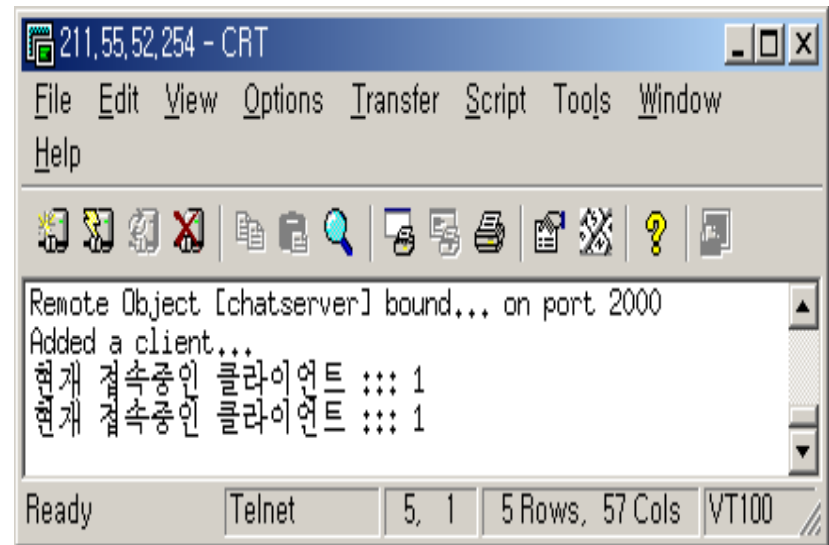 211,55,52,254 - CRT
File Edit View Options Transfer Script Tools Window
Help
Remote Object [chatserver] bound... on port 2000
Added a client...
현개 접속중인 클라이언트 ::: 1
현개 접속중인 클라이언트 ::: 1
Ready Telnet 5, 1 5 Rows, 57 Cols VT100